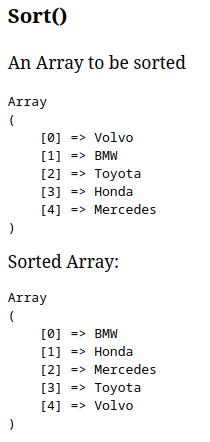 Sort()
An Array to be sorted
Array
(
    [0] => Volvo
    [1] => BMW
    [2] => Toyota
    [3] => Honda
    [4] => Mercedes
)
Sorted Array:
Array
(
    [0] => BMW
    [1] => Honda
    [2] => Mercedes
    [3] => Toyota
    [4] => Volvo
)